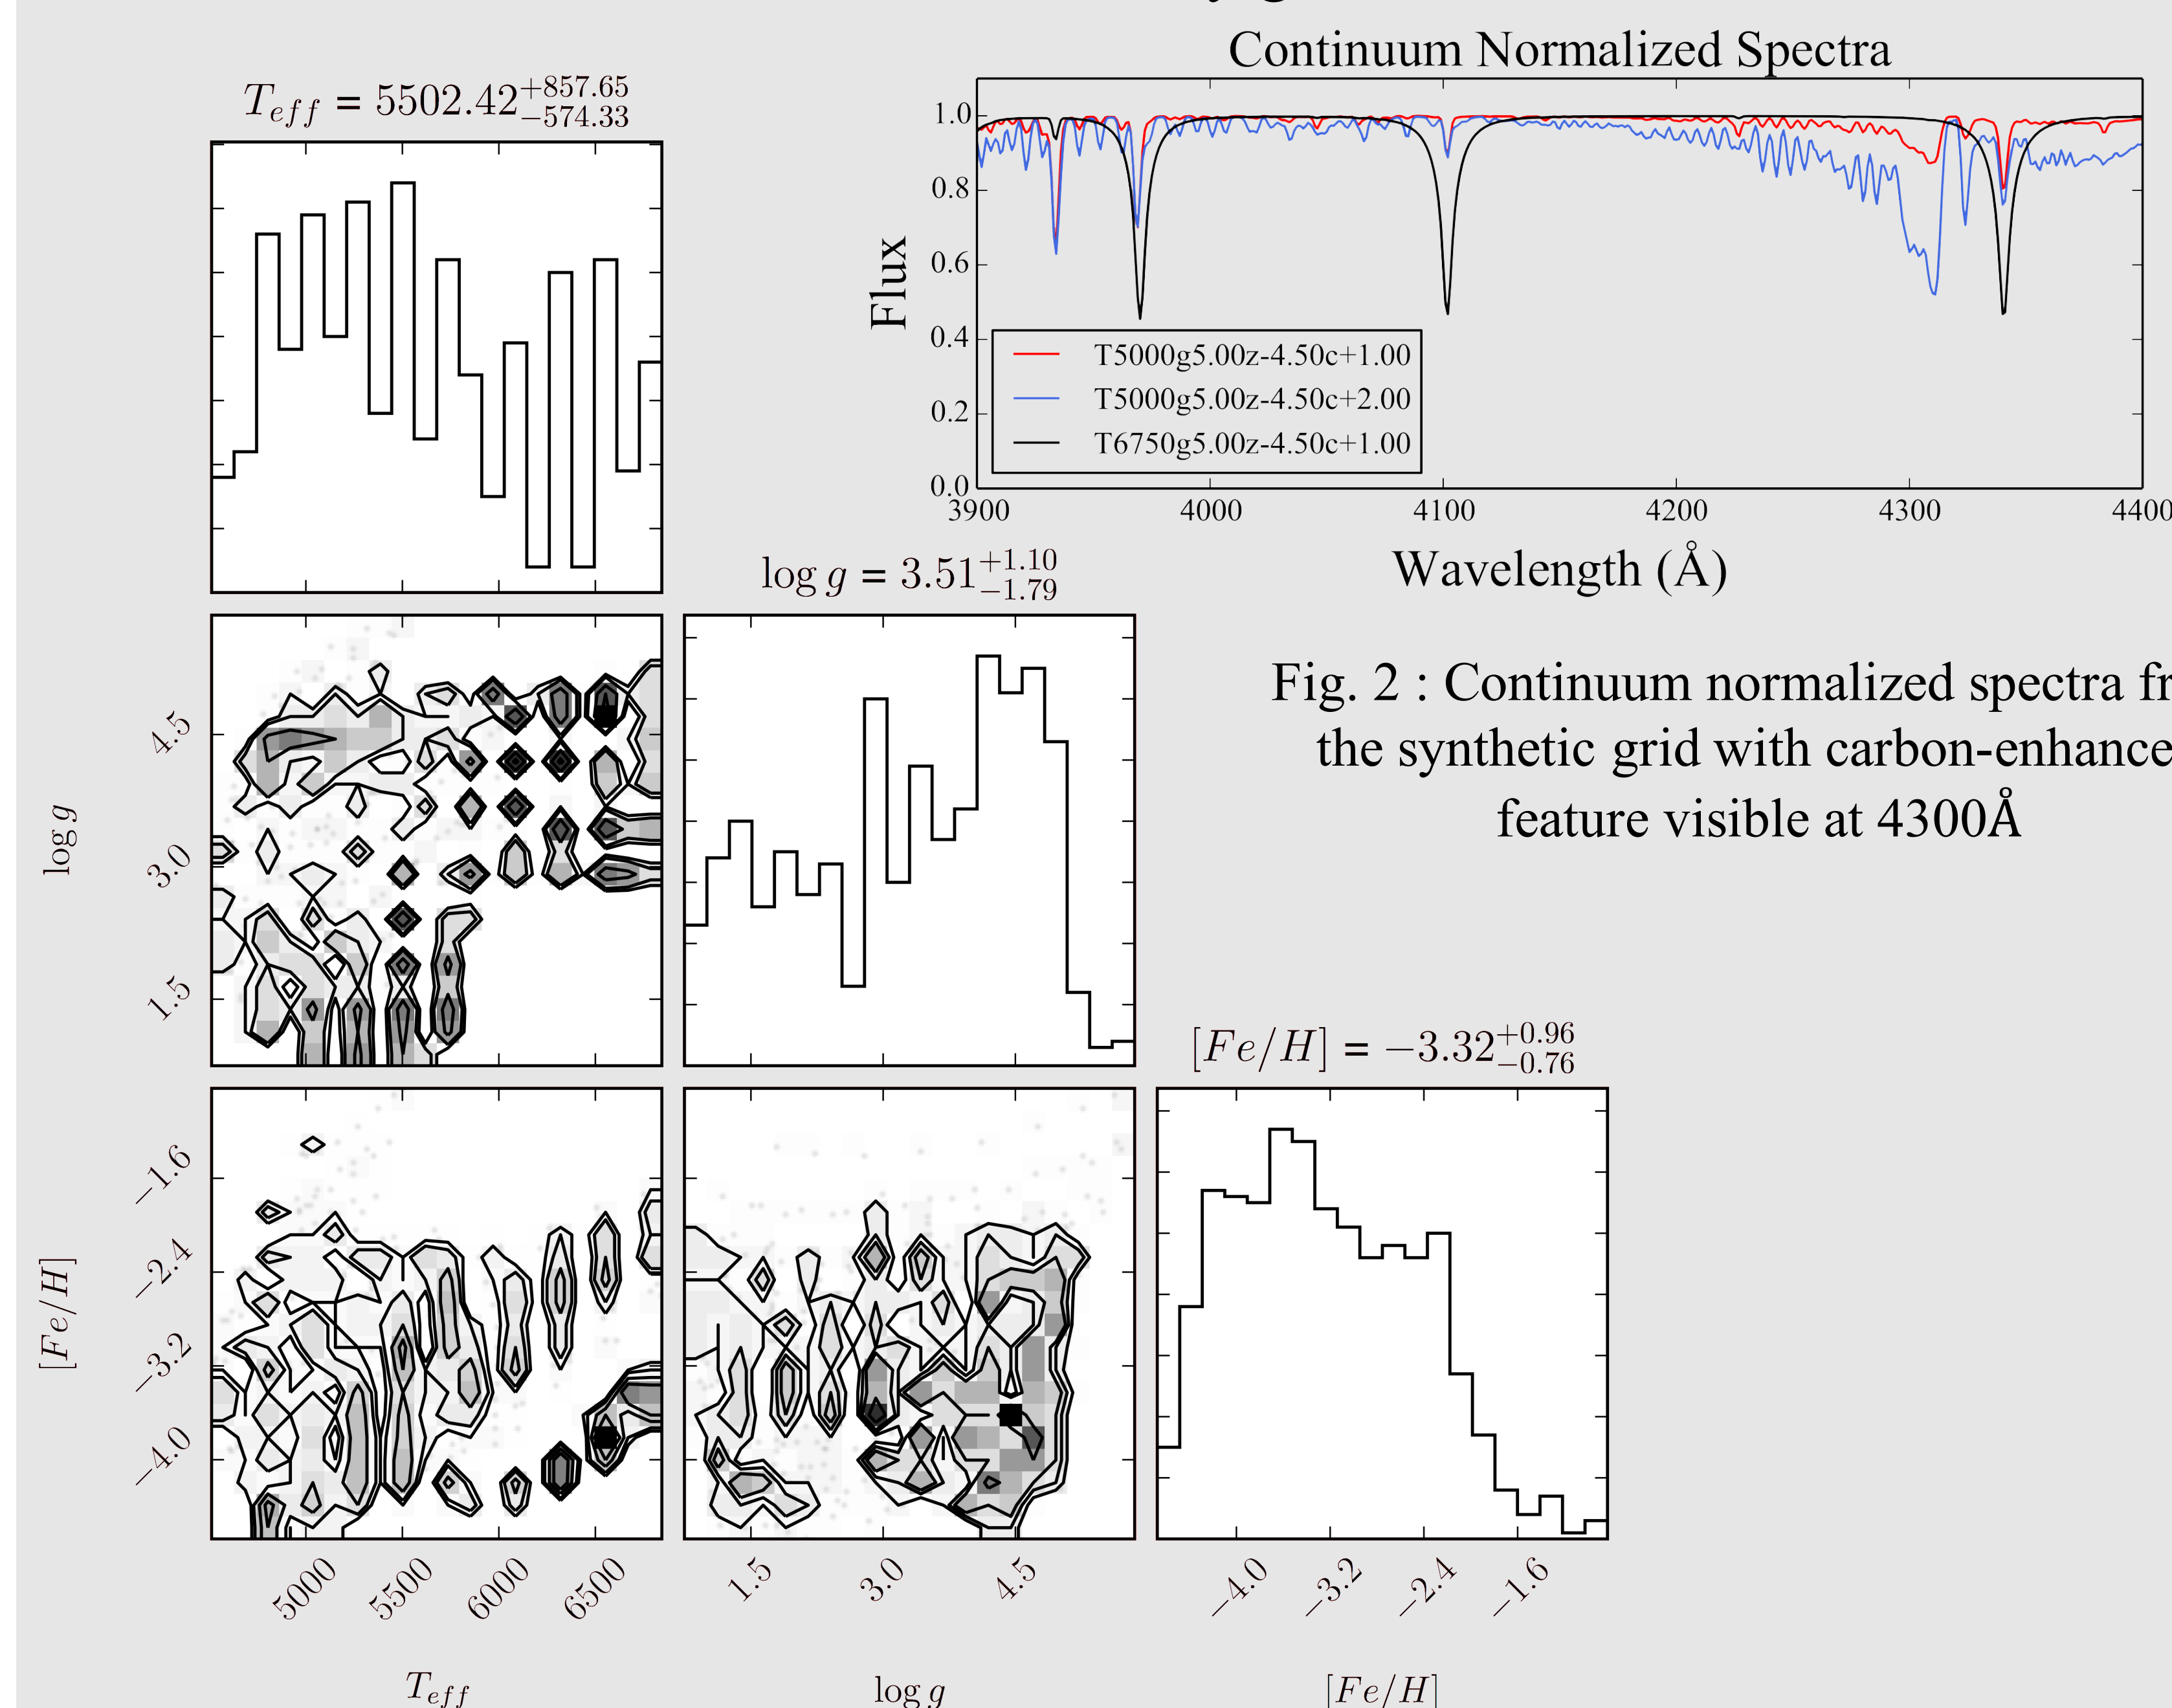 Continuum Normalized Spectra
T_eff = 5502.42 +857.65 −574.33
1.0
0.8
0.6
0.4
0.2
0.0
Flux
T5000g5.00z-4.50c+1.00
T5000g5.00z-4.50c+2.00
T6750g5.00z-4.50c+1.00
3900 4000 4100 4200 4300 4400
Wavelength (Å)
log g = 3.51 +1.10 −1.79
Fig. 2 : Continuum normalized spectra fr
the synthetic grid with carbon-enhance
feature visible at 4300Å
4.5
3.0
1.5
log g
[Fe/H] = −3.32 +0.96 −0.76
−1.6
−2.4
−3.2
−4.0
[Fe/H]
5000 5500 6000 6500
1.5 3.0 4.5
−4.0 −3.2 −2.4 −1.6
T_eff
log g
[Fe/H]